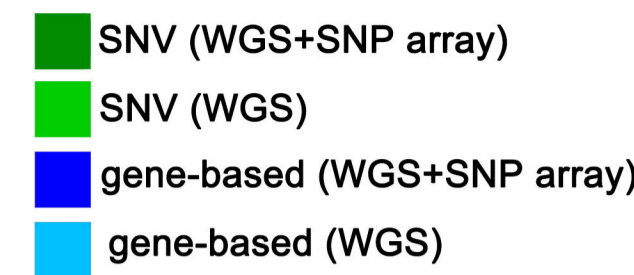 SNV (WGS+SNP array)
SNV (WGS)
gene-based (WGS+SNP array)
gene-based (WGS)